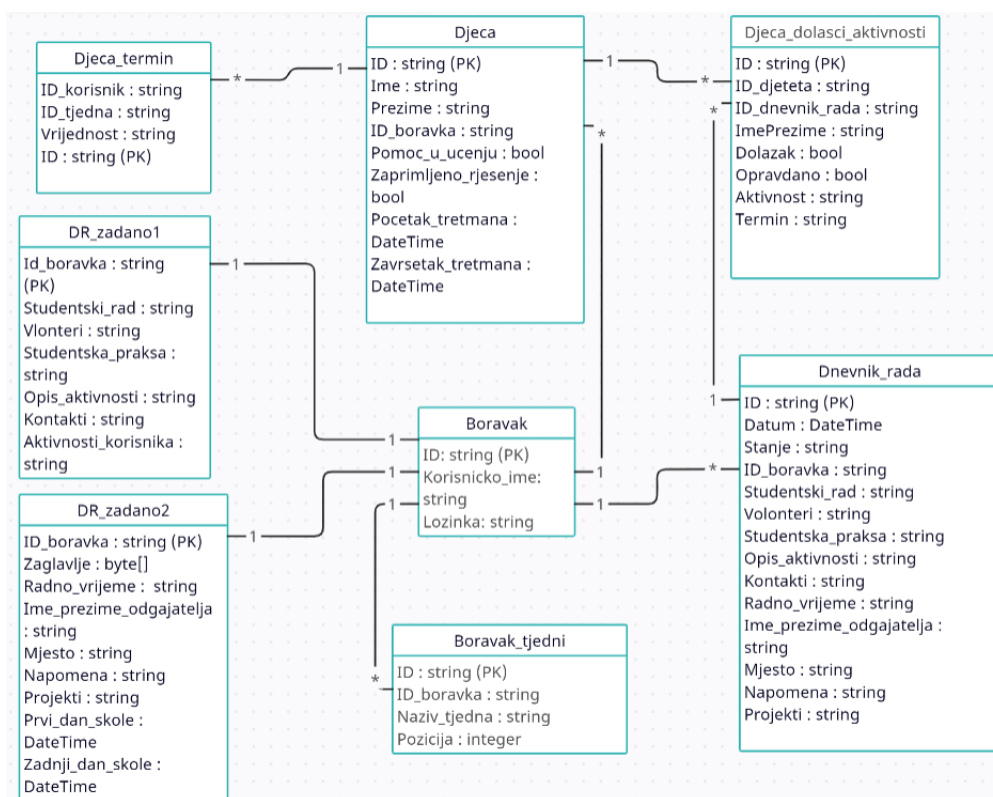 Djeca_termin
ID_korisnik : string
ID_tjedna : string
Vrijednost : string
ID : string (PK)
*
1
Djeca
ID : string (PK)
Ime : string
Prezime : string
ID_boravka : string
Pomoc_u_ucenju : bool
Zaprimljeno_rjesenje :
bool
Pocetak_tretmana :
DateTime
Zavrsetak_tretmana :
DateTime
1
*
*
Djeca_dolasci_aktivnosti
ID : string (PK)
ID_djeteta : string
ID_dnevnik_rada : string
ImePrezime : string
Dolazak : bool
Opravdano : bool
Aktivnost : string
Termin : string
*
1
DR_zadano1
Id_boravka : string
(PK)
Studentski_rad : string
Vlonteri : string
Studentska_praksa :
string
Opis_aktivnosti : string
Kontakti : string
Aktivnosti_korisnika :
string
1
1
Boravak
ID: string (PK)
Korisnicko_ime:
string
Lozinka: string
1
1
1
1
*
Dnevnik_rada
ID : string (PK)
Datum : DateTime
Stanje : string
ID_boravka : string
Studentski_rad : string
Volonteri : string
Studentska_praksa : string
Opis_aktivnosti : string
Kontakti : string
Radno_vrijeme : string
Ime_prezime_odgajatelja :
string
Mjesto : string
Napomena : string
Projekti : string
DR_zadano2
ID_boravka : string (PK)
Zaglavlje : byte[]
Radno_vrijeme : string
Ime_prezime_odgajatelja
: string
Mjesto : string
Napomena : string
Projekti : string
Prvi_dan_skole :
DateTime
Zadnji_dan_skole :
DateTime
1
*
Boravak_tjedni
ID : string (PK)
ID_boravka : string
Naziv_tjedna : string
Pozicija : integer